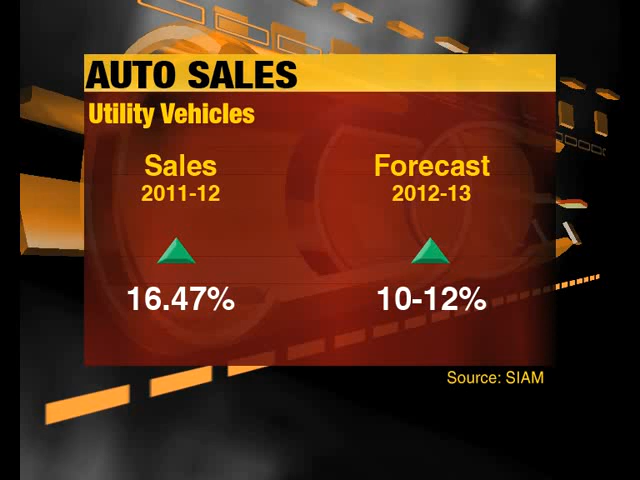 AUTO SALES
Utility Vehicles
Sales
2011-12
Forecast
2012-13
16.47%
10-12%
Source: SIAM